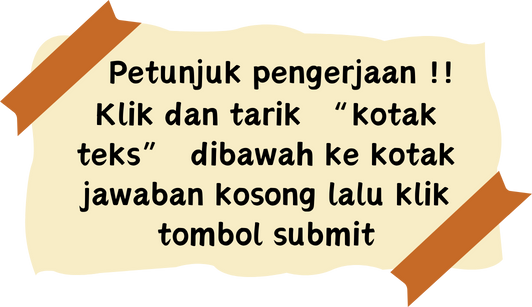 Petunjuk pengerjaan !!
Klik dan tarik “kotak
teks” dibawah ke kotak
jawaban kosong lalu klik
tombol submit